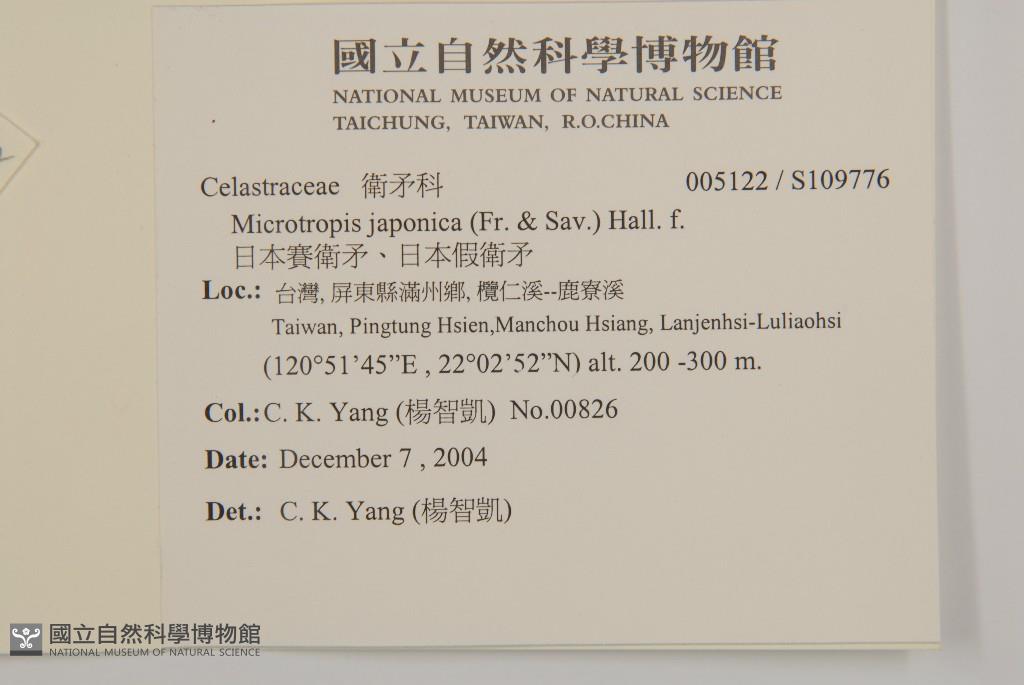 國立自然科學博物館
NATIONAL MUSEUM OF NATURAL SCIENCE
TAICHUNG, TAIWAN, R.O.CHINA
Celastraceae 衛矛科 005122 / S109776
Microtropis japonica (Fr. & Sav.) Hall. f.
日本賽衛矛、日本假衛矛
Loc.: 台灣, 屏東縣滿州鄉, 欖仁溪--鹿寮溪
Taiwan, Pingtung Hsien,Manchou Hsiang, Lanjenhsi-Luliaohsi
(120°51’45”E , 22°02’52”N) alt. 200 -300 m.
Col.:C. K. Yang (楊智凱) No.00826
Date: December 7 , 2004
Det.: C. K. Yang (楊智凱)
國立自然科學博物館
NATIONAL MUSEUM OF NATURAL SCIENCE